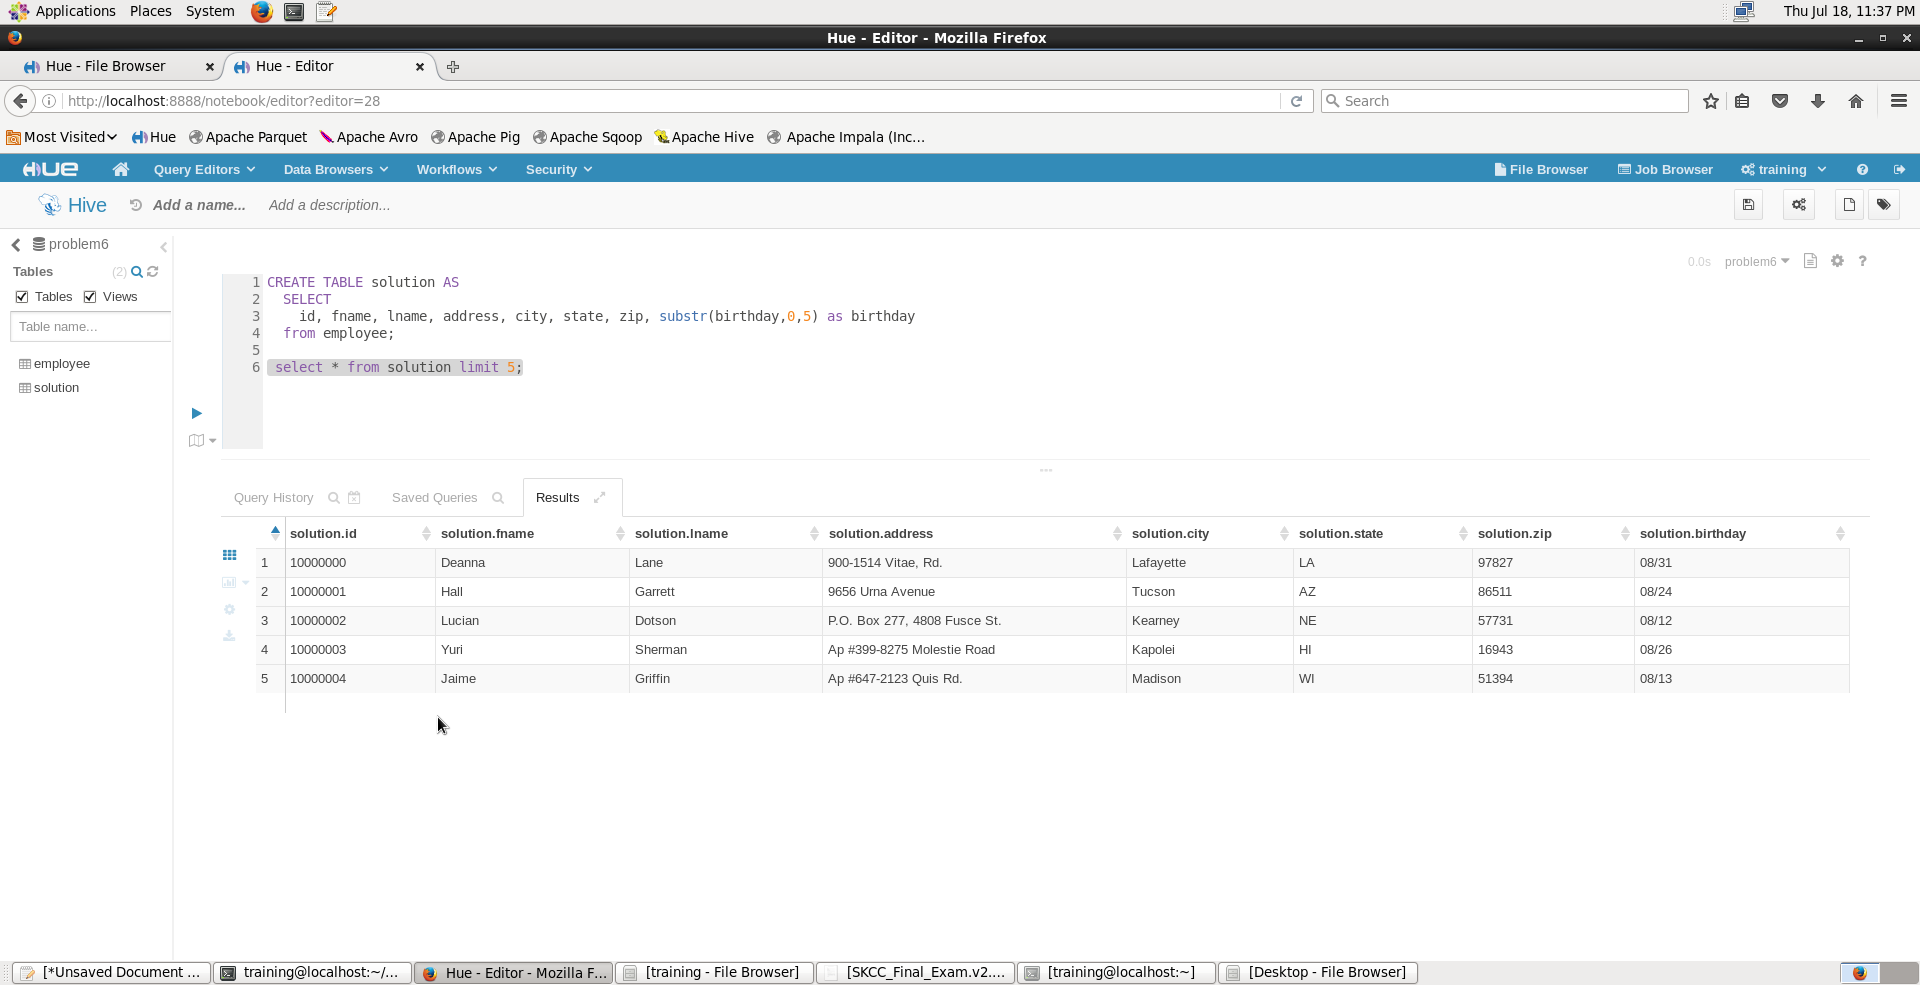 Applications Places System Thu Jul 18, 11:37 PM
Hue - Editor - Mozilla Firefox
Hue - File Browser Hue - Editor
http://localhost:8888/notebook/editor?editor=28 Search
Most Visited Hue Apache Parquet Apache Avro Apache Pig Apache Sqoop Apache Hive Apache Impala (Inc...
HUE Query Editors Data Browsers Workflows Security File Browser Job Browser training
Hive Add a name... Add a description...
problem6
0.0s problem6 ?
Tables (2)
Tables Views
Table name...
employee
solution
1 CREATE TABLE solution AS
2 SELECT
3 id, fname, lname, address, city, state, zip, substr(birthday,0,5) as birthday
4 from employee;
5
6 select * from solution limit 5;
Query History Saved Queries Results
solution.id solution.fname solution.lname solution.address solution.city solution.state solution.zip solution.birthday
1 10000000 Deanna Lane 900-1514 Vitae, Rd. Lafayette LA 97827 08/31
2 10000001 Hall Garrett 9656 Urna Avenue Tucson AZ 86511 08/24
3 10000002 Lucian Dotson P.O. Box 277, 4808 Fusce St. Kearney NE 57731 08/12
4 10000003 Yuri Sherman Ap #399-8275 Molestie Road Kapolei HI 16943 08/26
5 10000004 Jaime Griffin Ap #647-2123 Quis Rd. Madison WI 51394 08/13
[*Unsaved Document ... training@localhost:~/... Hue - Editor - Mozilla F... [training - File Browser] [SKCC_Final_Exam.v2.... [training@localhost:~] [Desktop - File Browser]